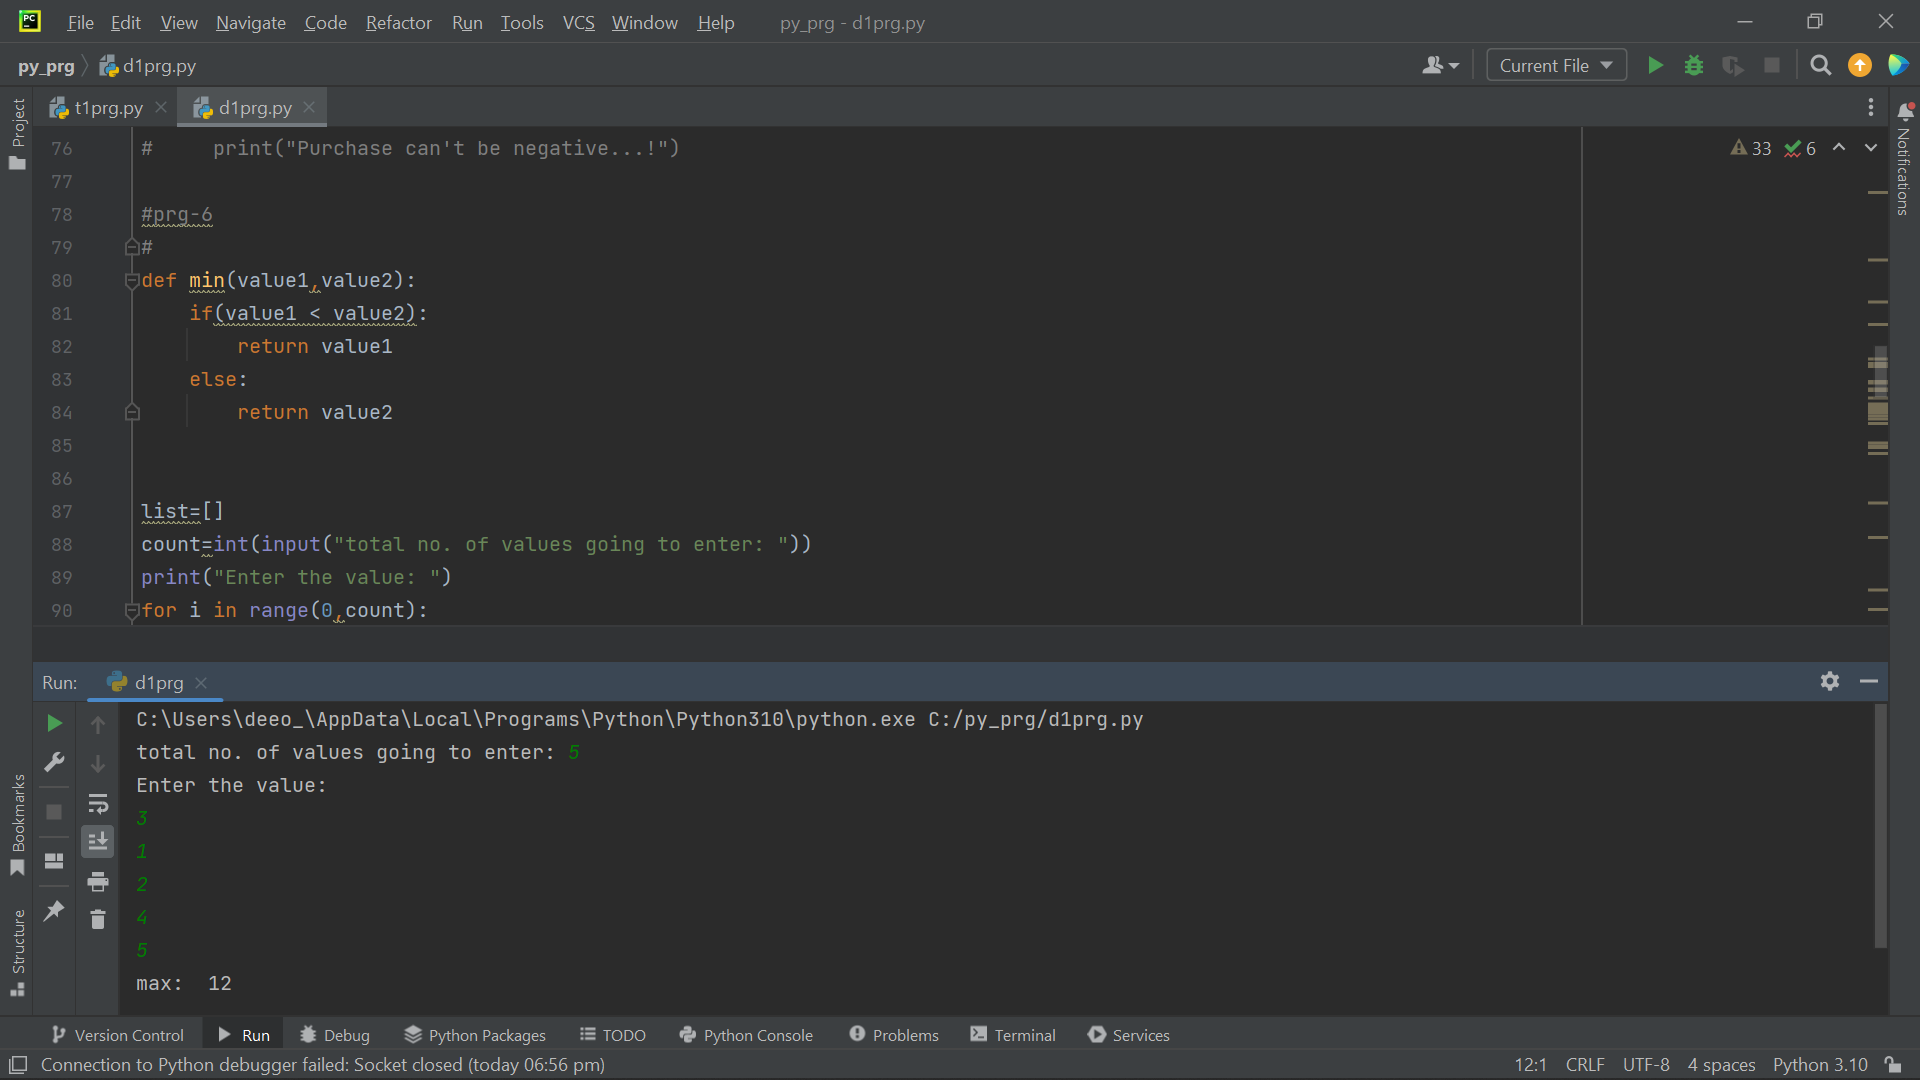 File Edit View Navigate Code Refactor Run Tools VCS Window Help py_prg - d1prg.py
py_prg d1prg.py Current File
t1prg.py d1prg.py
Project
Notifications
33 6
76 #     print("Purchase can't be negative...!")
77
78 #prg-6
79 #
80 def min(value1,value2):
81     if(value1 < value2):
82         return value1
83     else:
84         return value2
85
86
87 list=[]
88 count=int(input("total no. of values going to enter: "))
89 print("Enter the value: ")
90 for i in range(0,count):
Run: d1prg
C:\Users\deeo_\AppData\Local\Programs\Python\Python310\python.exe C:/py_prg/d1prg.py
total no. of values going to enter: 5
Enter the value:
3
1
2
4
5
max:  12
Bookmarks
Structure
Version Control Run Debug Python Packages TODO Python Console Problems Terminal Services
Connection to Python debugger failed: Socket closed (today 06:56 pm) 12:1 CRLF UTF-8 4 spaces Python 3.10